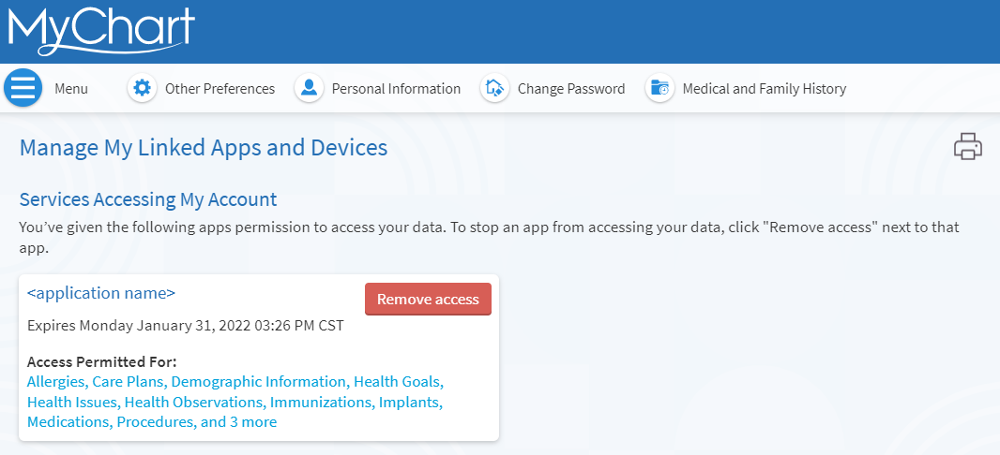 MyChart
Menu
Other Preferences
Personal Information
Change Password
Medical and Family History
Manage My Linked Apps and Devices
Services Accessing My Account
You’ve given the following apps permission to access your data. To stop an app from accessing your data, click "Remove access" next to that
app.
<application name>
Remove access
Expires Monday January 31, 2022 03:26 PM CST
Access Permitted For:
Allergies, Care Plans, Demographic Information, Health Goals,
Health Issues, Health Observations, Immunizations, Implants,
Medications, Procedures, and 3 more